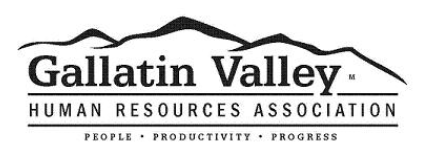 Gallatin Valley
HUMAN RESOURCES ASSOCIATION
PEOPLE • PRODUCTIVITY • PROGRESS